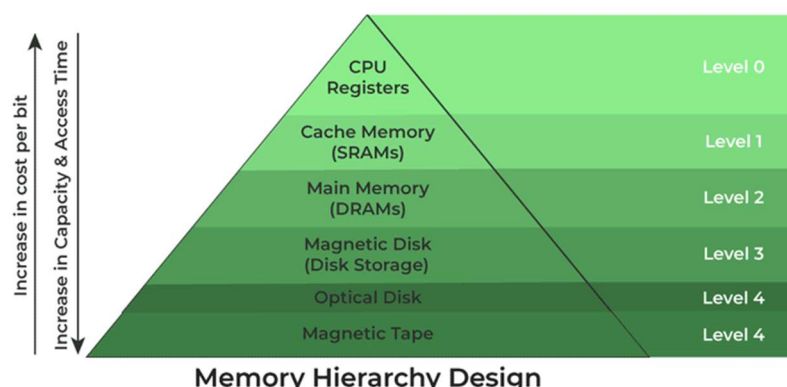 Increase in cost per bit
Increase in Capacity & Access Time
CPU
Registers
Level 0
Cache Memory
(SRAMs)
Level 1
Main Memory
(DRAMs)
Level 2
Magnetic Disk
(Disk Storage)
Level 3
Optical Disk
Level 4
Magnetic Tape
Level 4
Memory Hierarchy Design